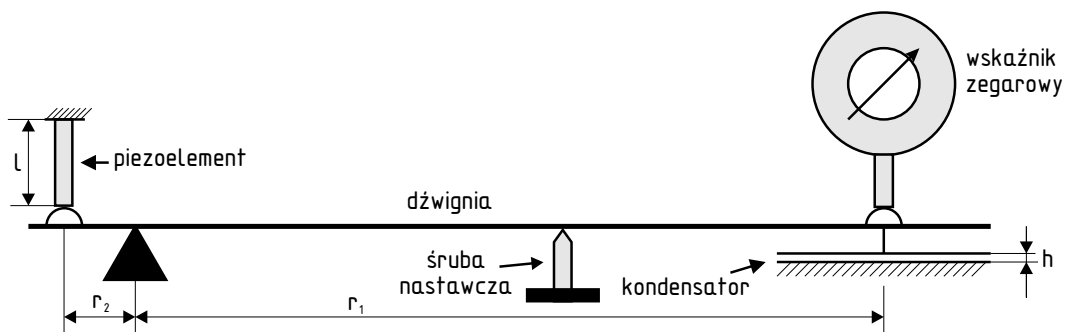 wskaźnik
zegarowy
l
piezoelement
dźwignia
śruba
nastawcza
kondensator
h
r₂
r₁